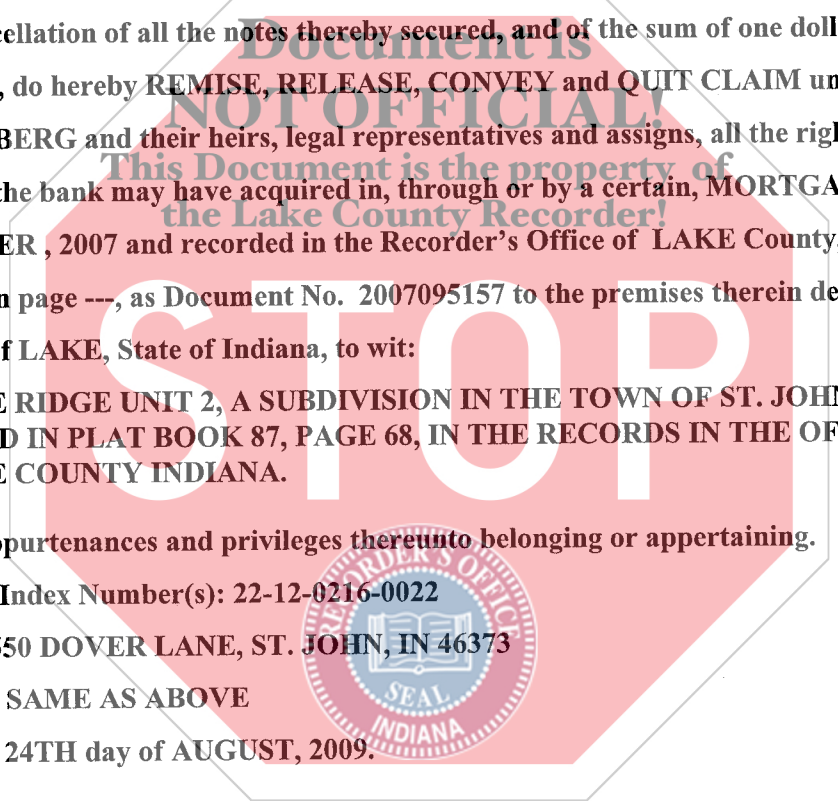 cellation of all the notes thereby secured, and of the sum of one doll
Document is
, do hereby REMISE, RELEASE, CONVEY and QUIT CLAIM un
NOT OFFICIAL!
BERG and their heirs, legal representatives and assigns, all the righ
This Document is the property of
the bank may have acquired in, through or by a certain, MORTGA
the Lake County Recorder!
ER , 2007 and recorded in the Recorder's Office of LAKE County,
n page ---, as Document No. 2007095157 to the premises therein de
STOP
f LAKE, State of Indiana, to wit:
E RIDGE UNIT 2, A SUBDIVISION IN THE TOWN OF ST. JOHN
D IN PLAT BOOK 87, PAGE 68, IN THE RECORDS IN THE OF
E COUNTY INDIANA.
ppurtenances and privileges thereunto belonging or appertaining.
Index Number(s): 22-12-0216-0022
RECORDER'S OFFICE
50 DOVER LANE, ST. JOHN, IN 46373
SEAL
SAME AS ABOVE
INDIANA
24TH day of AUGUST, 2009.